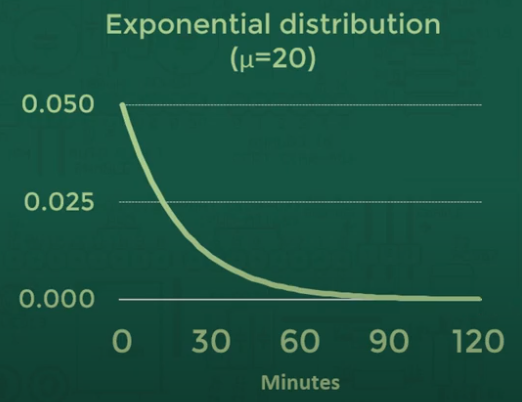 Exponential distribution
(μ=20)
0.050
0.025
0.000
0 30 60 90 120
Minutes